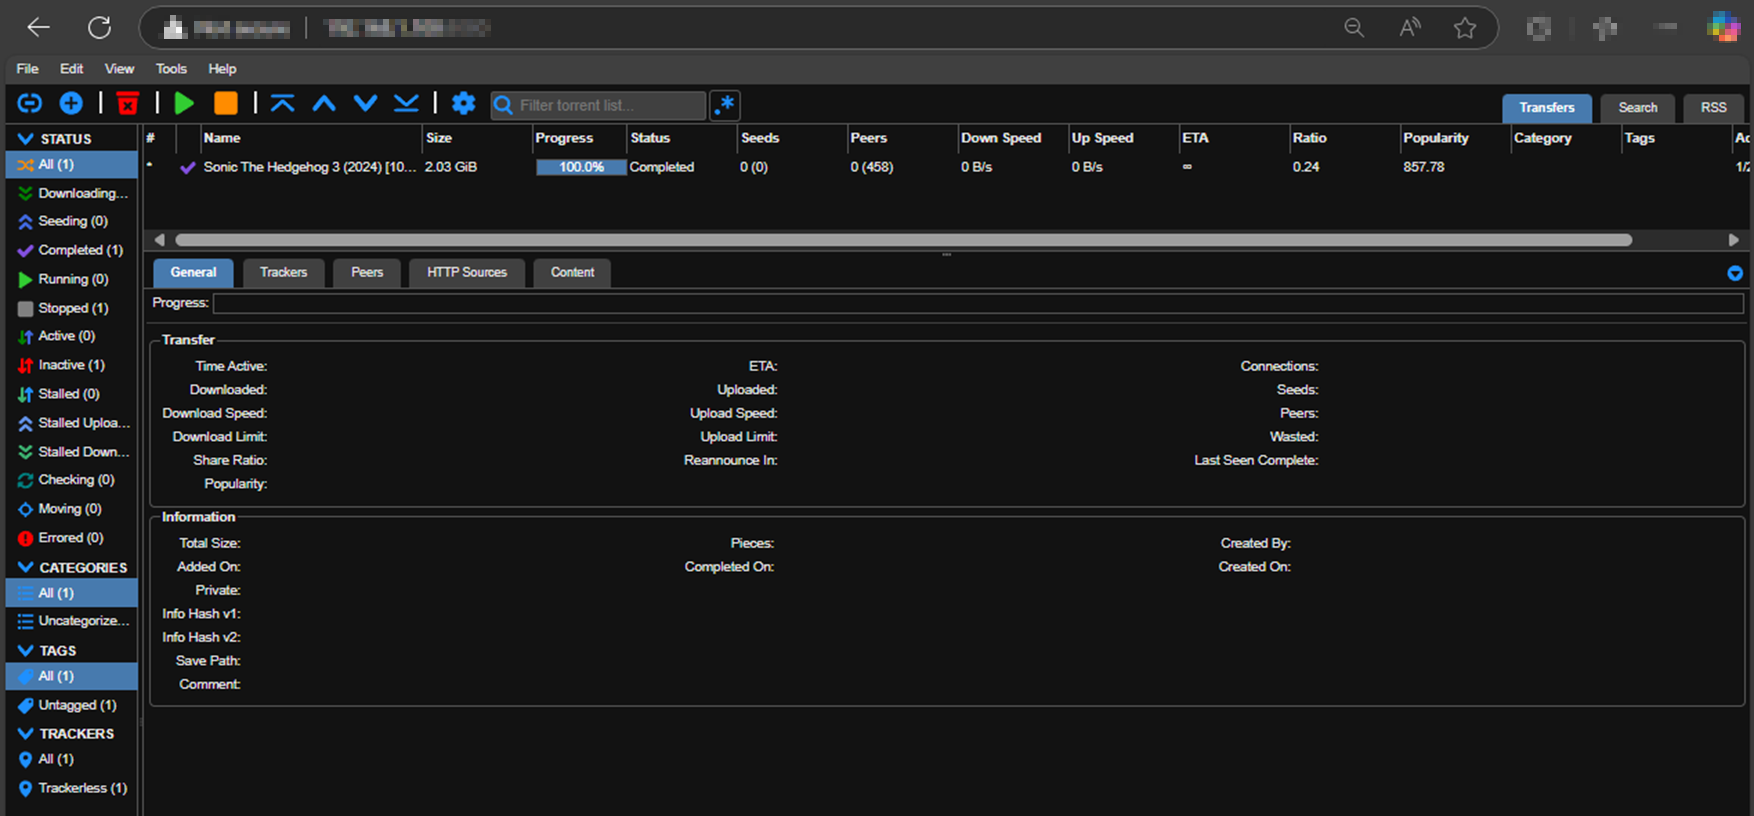 File Edit View Tools Help
Filter torrent list...
.*
Transfers Search RSS
STATUS
All (1)
Downloading...
Seeding (0)
Completed (1)
Running (0)
Stopped (1)
Active (0)
Inactive (1)
Stalled (0)
Stalled Uploa...
Stalled Down...
Checking (0)
Moving (0)
Errored (0)
CATEGORIES
All (1)
Uncategorize...
TAGS
All (1)
Untagged (1)
TRACKERS
All (1)
Trackerless (1)
# Name Size Progress Status Seeds Peers Down Speed Up Speed ETA Ratio Popularity Category Tags
Sonic The Hedgehog 3 (2024) [10... 2.03 GiB 100.0% Completed 0 (0) 0 (458) 0 B/s 0 B/s ∞ 0.24 857.78
General Trackers Peers HTTP Sources Content
Progress:
Transfer
Time Active: ETA: Connections:
Downloaded: Uploaded: Seeds:
Download Speed: Upload Speed: Peers:
Download Limit: Upload Limit: Wasted:
Share Ratio: Reannounce In: Last Seen Complete:
Popularity:
Information
Total Size: Pieces: Created By:
Added On: Completed On: Created On:
Private:
Info Hash v1:
Info Hash v2:
Save Path:
Comment: